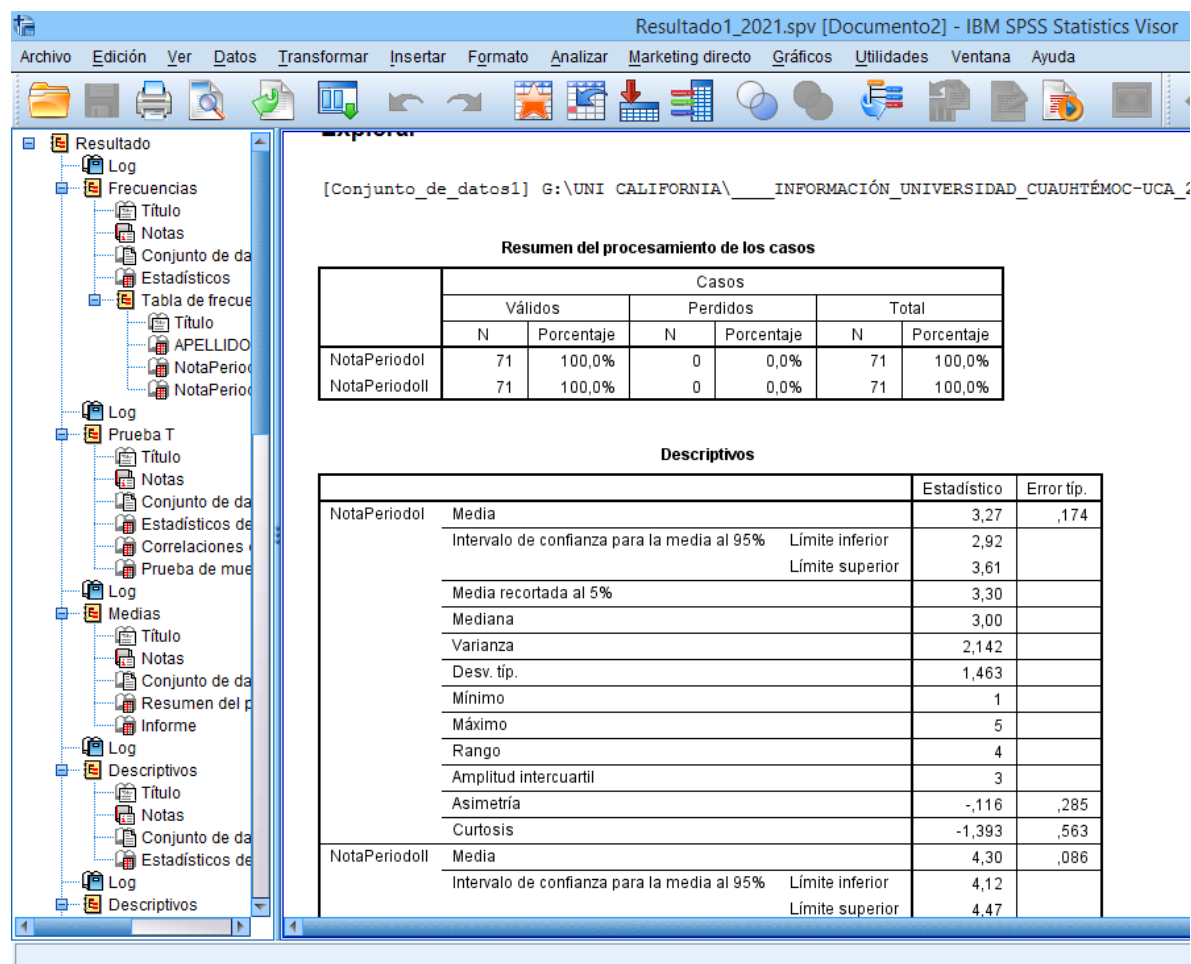 Resultado1_2021.spv [Documento2] - IBM SPSS Statistics Visor
Archivo Edición Ver Datos Transformar Insertar Formato Analizar Marketing directo Gráficos Utilidades Ventana Ayuda
Resultado
Log
Frecuencias
Título
Notas
Conjunto de da
Estadísticos
Tabla de frecue
Título
APELLIDO
NotaPerio
NotaPerio
Log
Prueba T
Título
Notas
Conjunto de da
Estadísticos de
Correlaciones
Prueba de mue
Log
Medias
Título
Notas
Conjunto de da
Resumen del p
Informe
Log
Descriptivos
Título
Notas
Conjunto de da
Estadísticos de
Log
Descriptivos
Explorar
[Conjunto_de_datos1] G:\UNI CALIFORNIA\____INFORMACIÓN_UNIVERSIDAD_CUAUHTÉMOC-UCA_2
Resumen del procesamiento de los casos
Casos
Válidos Perdidos Total
N Porcentaje N Porcentaje N Porcentaje
NotaPeriodoI 71 100,0% 0 0,0% 71 100,0%
NotaPeriodoII 71 100,0% 0 0,0% 71 100,0%
Descriptivos
Estadístico Error típ.
NotaPeriodoI Media 3,27 ,174
Intervalo de confianza para la media al 95% Límite inferior 2,92
Límite superior 3,61
Media recortada al 5% 3,30
Mediana 3,00
Varianza 2,142
Desv. típ. 1,463
Mínimo 1
Máximo 5
Rango 4
Amplitud intercuartil 3
Asimetría -,116 ,285
Curtosis -1,393 ,563
NotaPeriodoII Media 4,30 ,086
Intervalo de confianza para la media al 95% Límite inferior 4,12
Límite superior 4,47